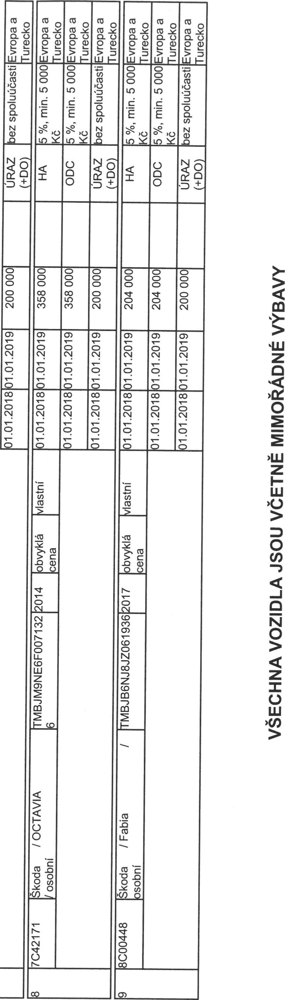 01.01.2018 01.01.2019 200 000 ÚRAZ bez spoluúčasti Evropa a
(+DO) Turecko
8 7C42171 Škoda / OCTAVIA TMBJM9NE6F007132 2014 obvyklá vlastní 01.01.2018 01.01.2019 358 000 HA 5 %, min. 5 000 Evropa a
/ osobní 6 cena Kč Turecko
01.01.2018 01.01.2019 358 000 ODC 5 %, min. 5 000 Evropa a
Kč Turecko
01.01.2018 01.01.2019 200 000 ÚRAZ bez spoluúčasti Evropa a
(+DO) Turecko
9 8C00448 Škoda / Fabia / TMBJB6NJ8JZ061936 2017 obvyklá vlastní 01.01.2018 01.01.2019 204 000 HA 5 %, min. 5 000 Evropa a
osobní cena Kč Turecko
01.01.2018 01.01.2019 204 000 ODC 5 %, min. 5 000 Evropa a
Kč Turecko
01.01.2018 01.01.2019 200 000 ÚRAZ bez spoluúčasti Evropa a
(+DO) Turecko
VŠECHNA VOZIDLA JSOU VČETNĚ MIMOŘÁDNÉ VÝBAVY